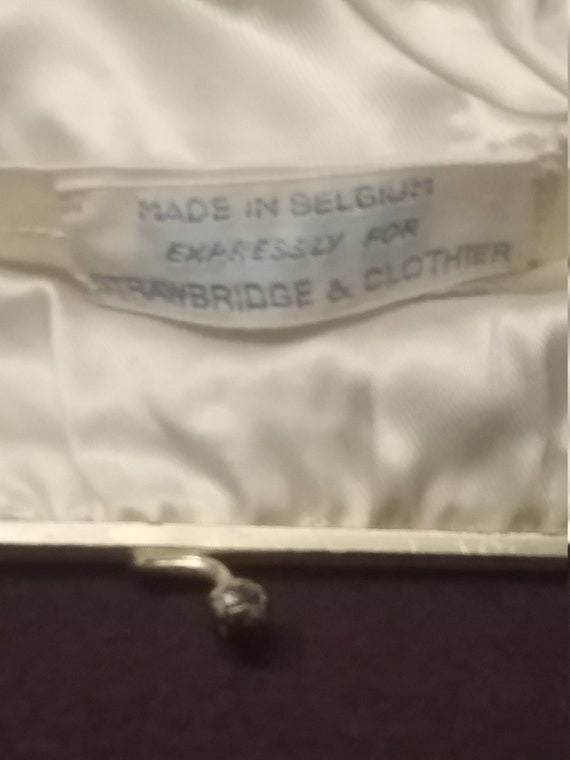 MADE IN BELGIUM
EXPRESSLY FOR
STRAWBRIDGE & CLOTHIER